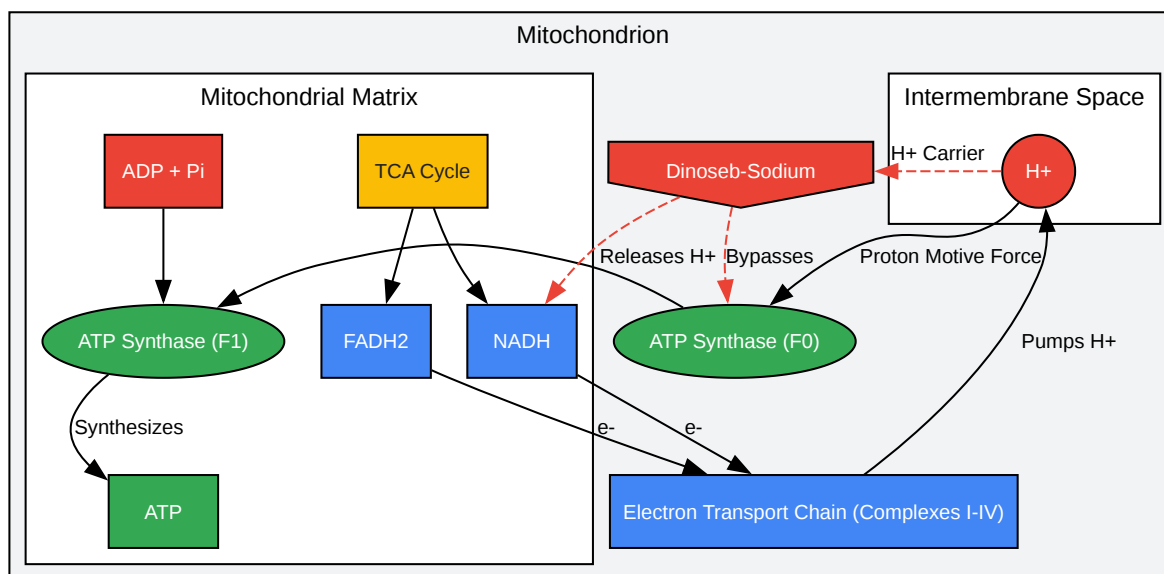 Mitochondrion
Mitochondrial Matrix
Intermembrane Space
ADP + Pi
TCA Cycle
Dinoseb-Sodium
H+ Carrier
H+
Releases H+
Bypasses
Proton Motive Force
ATP Synthase (F1)
FADH2
NADH
ATP Synthase (F0)
Pumps H+
Synthesizes
e-
e-
ATP
Electron Transport Chain (Complexes I-IV)